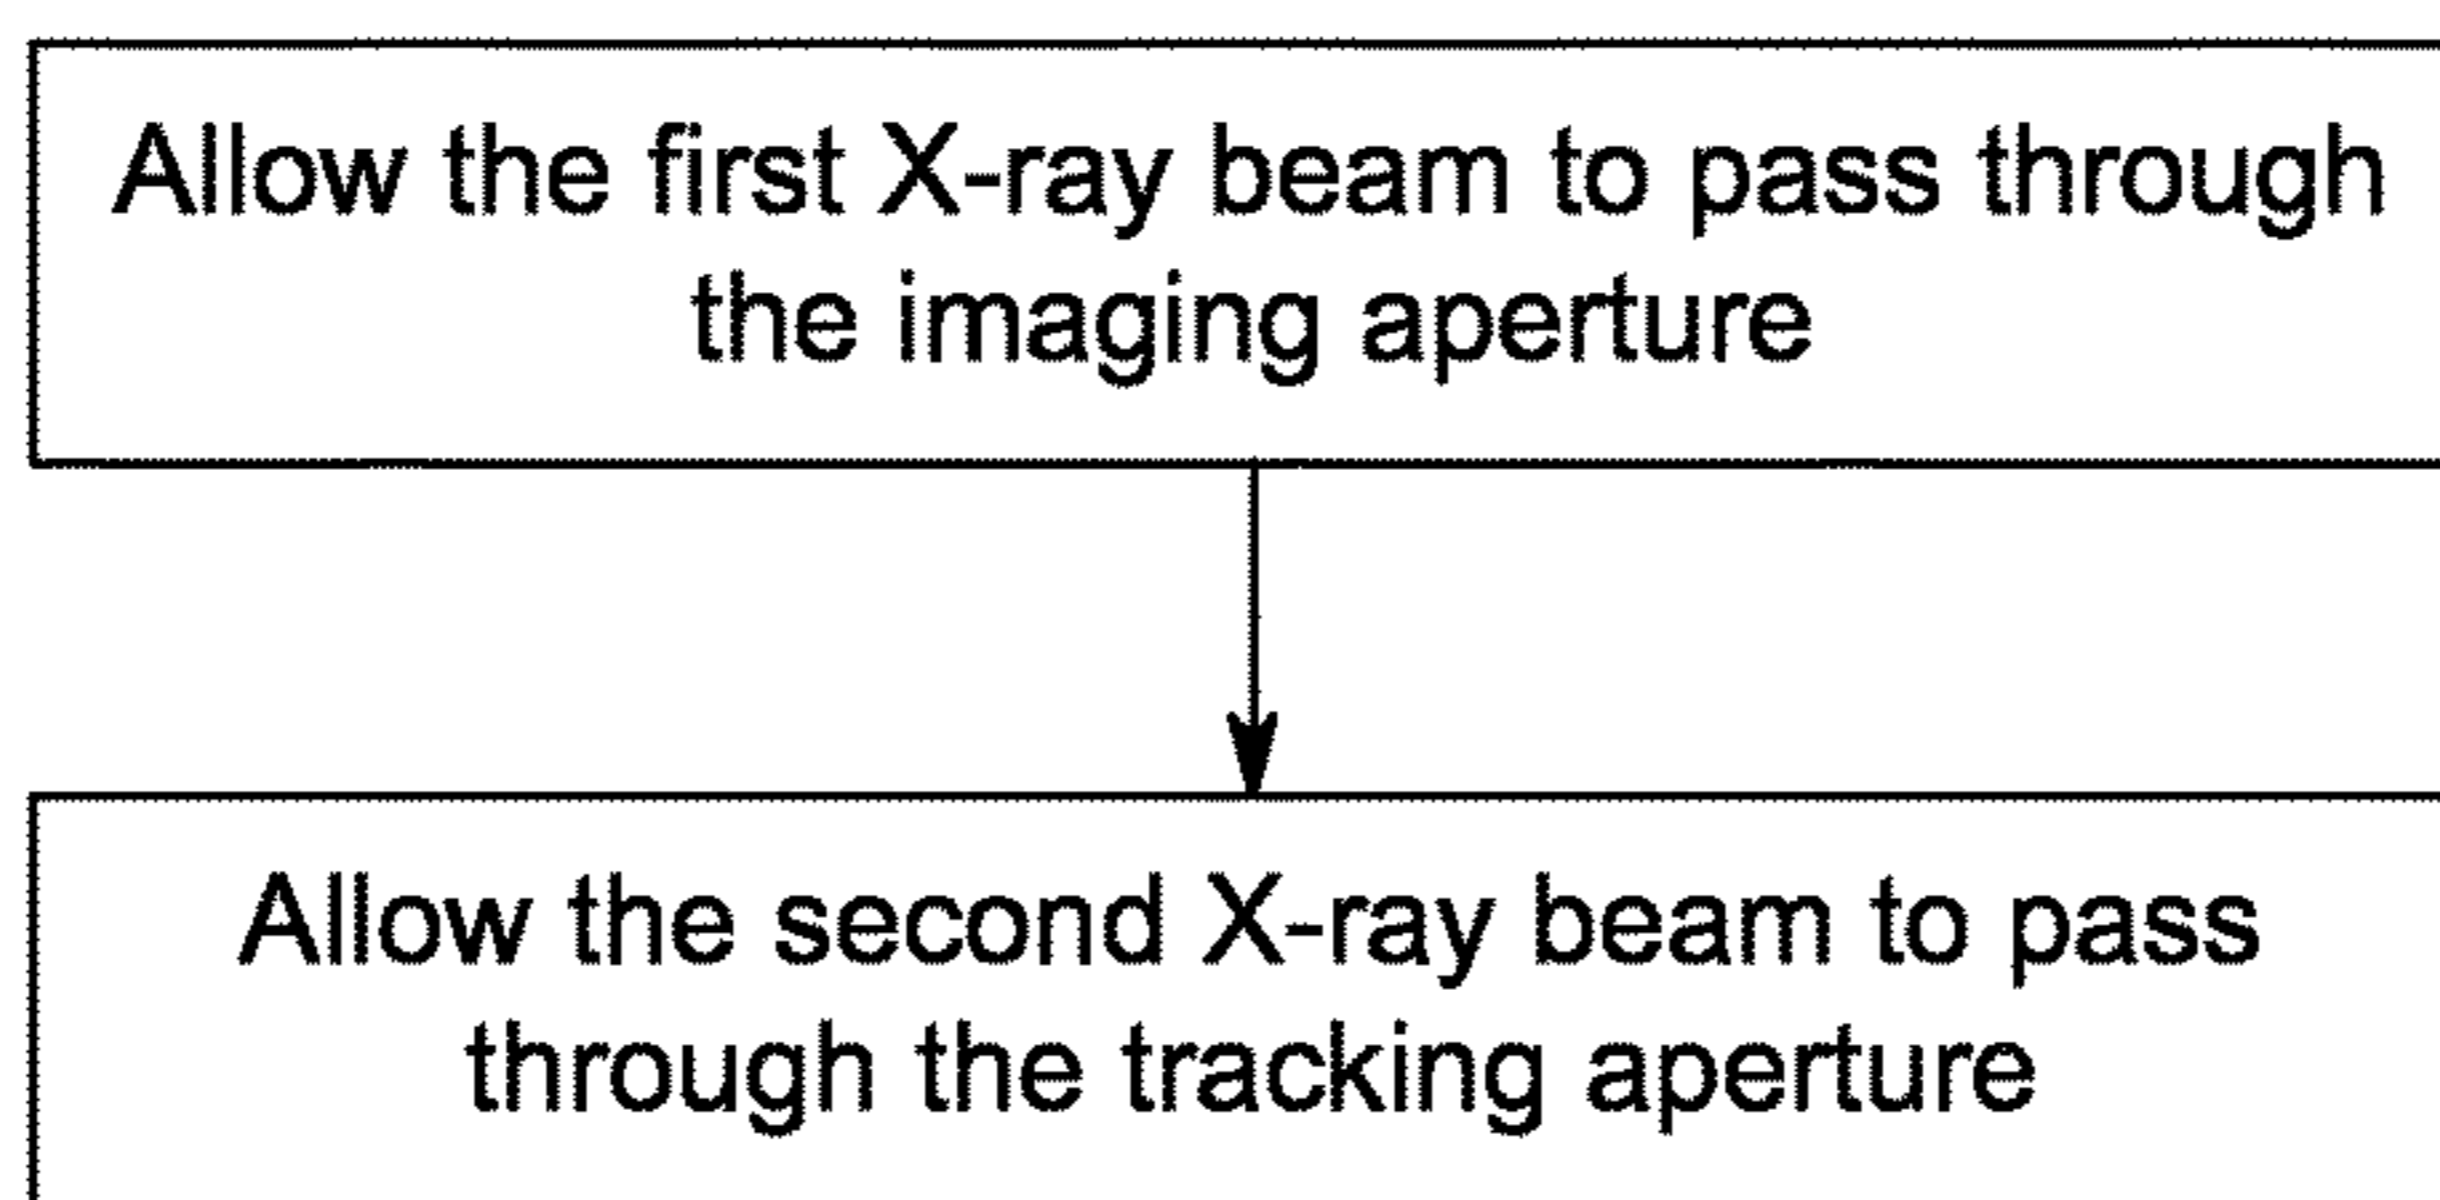 Allow the first X-ray beam to pass through
the imaging aperture
Allow the second X-ray beam to pass
through the tracking aperture